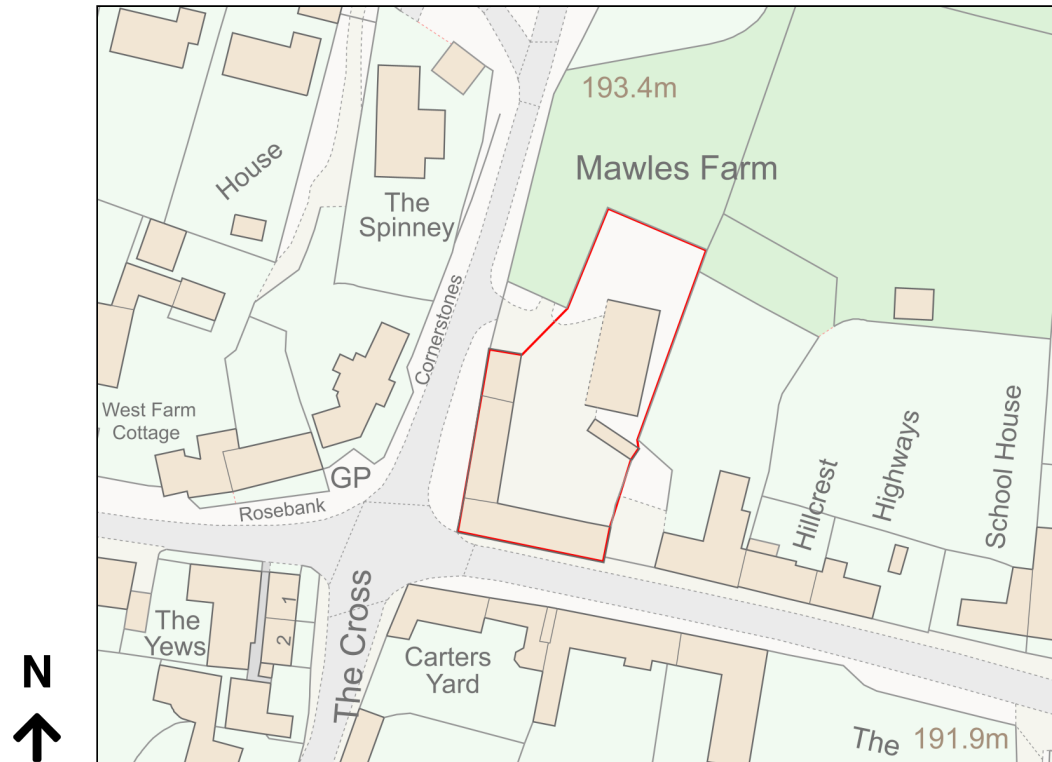 193.4m
Mawles Farm
House
The
Spinney
Cornerstones
West Farm
Cottage
GP
Rosebank
Hillcrest
Highways
School House
The Cross
1
2
The
Yews
Carters
Yard
The
191.9m
N